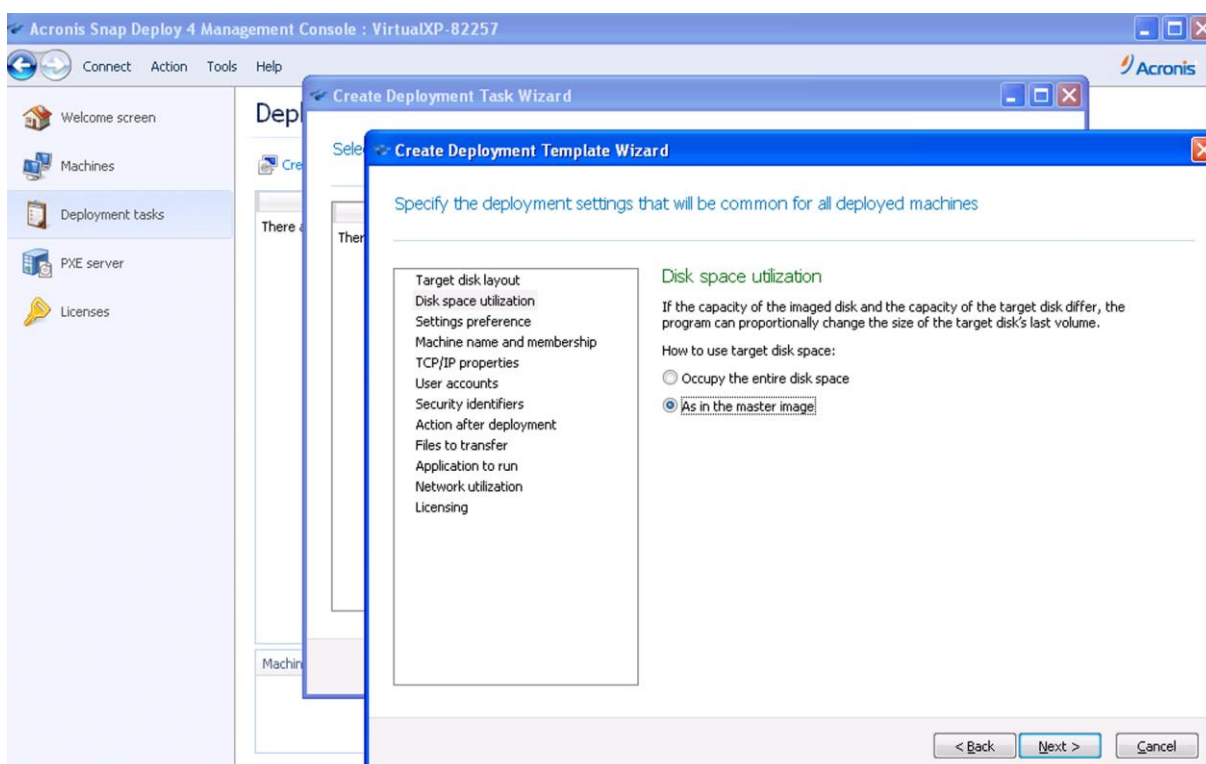 Acronis Snap Deploy 4 Management Console : VirtualXP-82257
Connect Action Tools Help
Acronis
Welcome screen
Machines
Deployment tasks
PXE server
Licenses
Depl
Cre
There a
Machin
Create Deployment Task Wizard
Sele
Ther
Create Deployment Template Wizard
Specify the deployment settings that will be common for all deployed machines
Target disk layout
Disk space utilization
Settings preference
Machine name and membership
TCP/IP properties
User accounts
Security identifiers
Action after deployment
Files to transfer
Application to run
Network utilization
Licensing
Disk space utilization
If the capacity of the imaged disk and the capacity of the target disk differ, the
program can proportionally change the size of the target disk's last volume.
How to use target disk space:
Occupy the entire disk space
As in the master image
< Back
Next >
Cancel